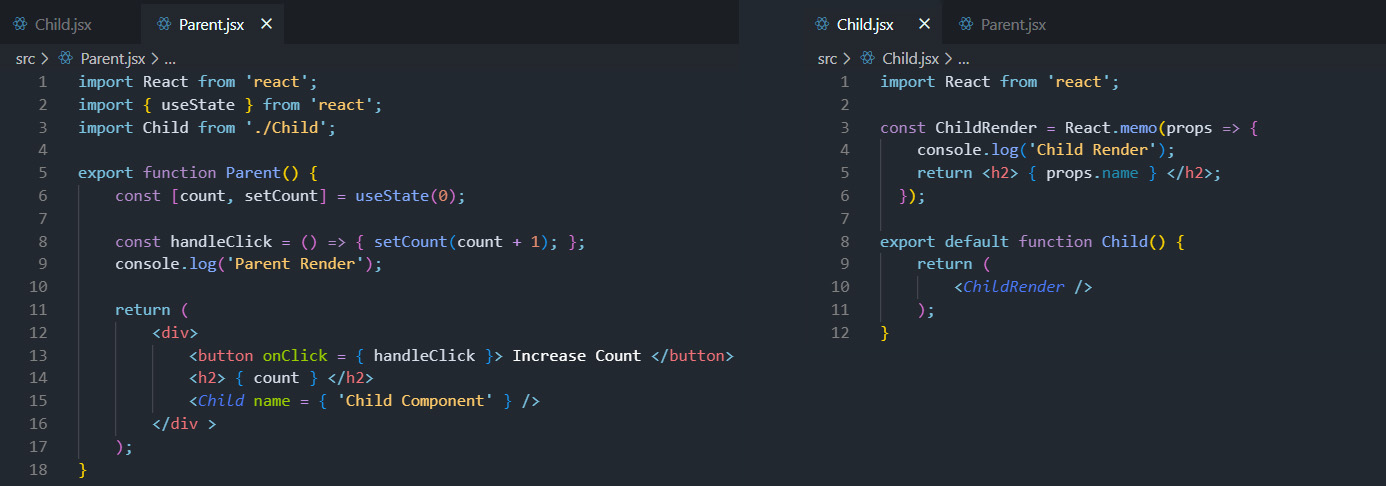 Child.jsx Parent.jsx ×
src > Parent.jsx > ...
1 import React from 'react';
2 import { useState } from 'react';
3 import Child from './Child';
4
5 export function Parent() {
6 const [count, setCount] = useState(0);
7
8 const handleClick = () => { setCount(count + 1); };
9 console.log('Parent Render');
10
11 return (
12 <div>
13 <button onClick = { handleClick }> Increase Count </button>
14 <h2> { count } </h2>
15 <Child name = { 'Child Component' } />
16 </div >
17 );
18 }
Child.jsx × Parent.jsx
src > Child.jsx > ...
1 import React from 'react';
2
3 const ChildRender = React.memo(props => {
4 console.log('Child Render');
5 return <h2> { props.name } </h2>;
6 });
7
8 export default function Child() {
9 return (
10 <ChildRender />
11 );
12 }